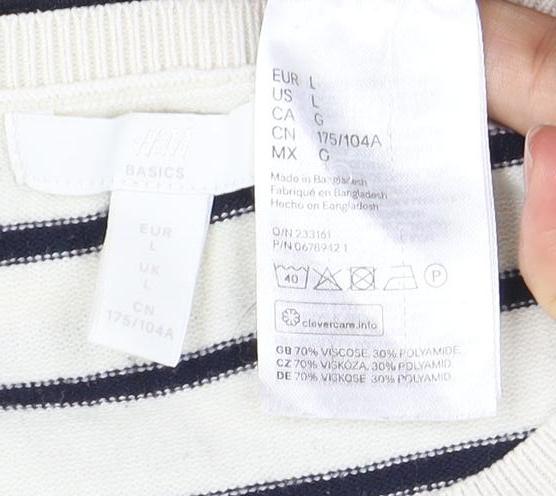 H&M
BASICS
EUR
L
UK
L
CN
175/104A
EUR L
US L
CA G
CN 175/104A
MX G
Made in Bangladesh
Fabriqué en Bangladesh
Hecho en Bangladesh
O/N 233161
P/N 0678942 1
40
P
clevercare.info
GB 70% VISCOSE, 30% POLYAMIDE.
CZ 70% VISKÓZA, 30% POLYAMID.
DE 70% VISKOSE 30% POLYAMID.